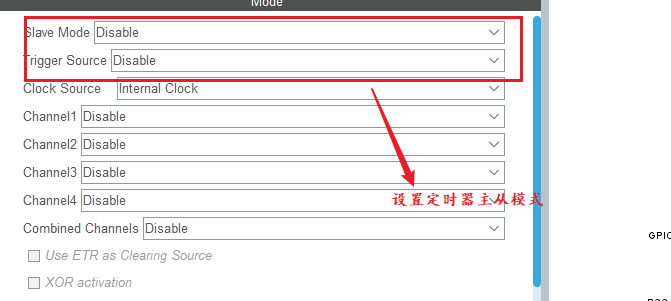 Mode
Slave Mode Disable
Trigger Source Disable
Clock Source Internal Clock
Channel1 Disable
Channel2 Disable
Channel3 Disable
Channel4 Disable
设置定时器主从模式
Combined Channels Disable
Use ETR as Clearing Source
XOR activation
GPIO